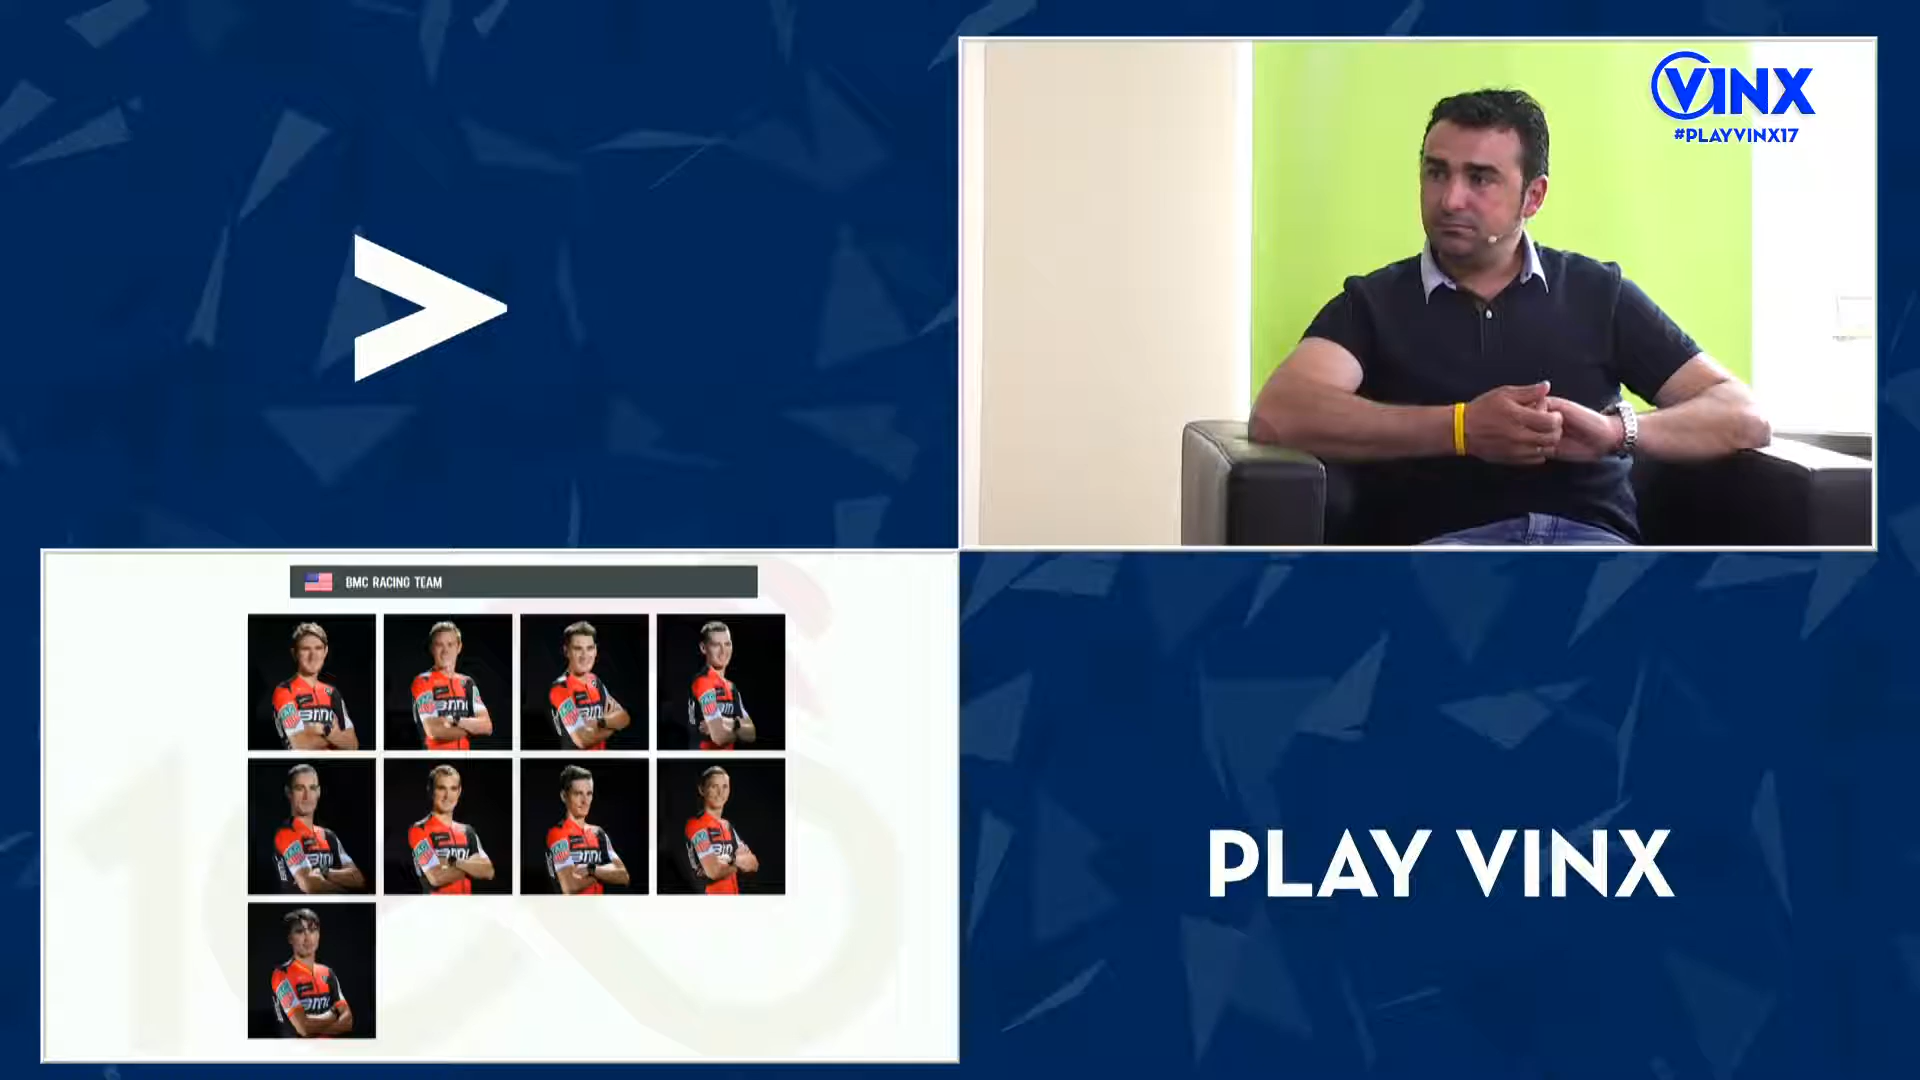 VINX
#PLAYVINX17
>
BMC RACING TEAM
PLAY VINX